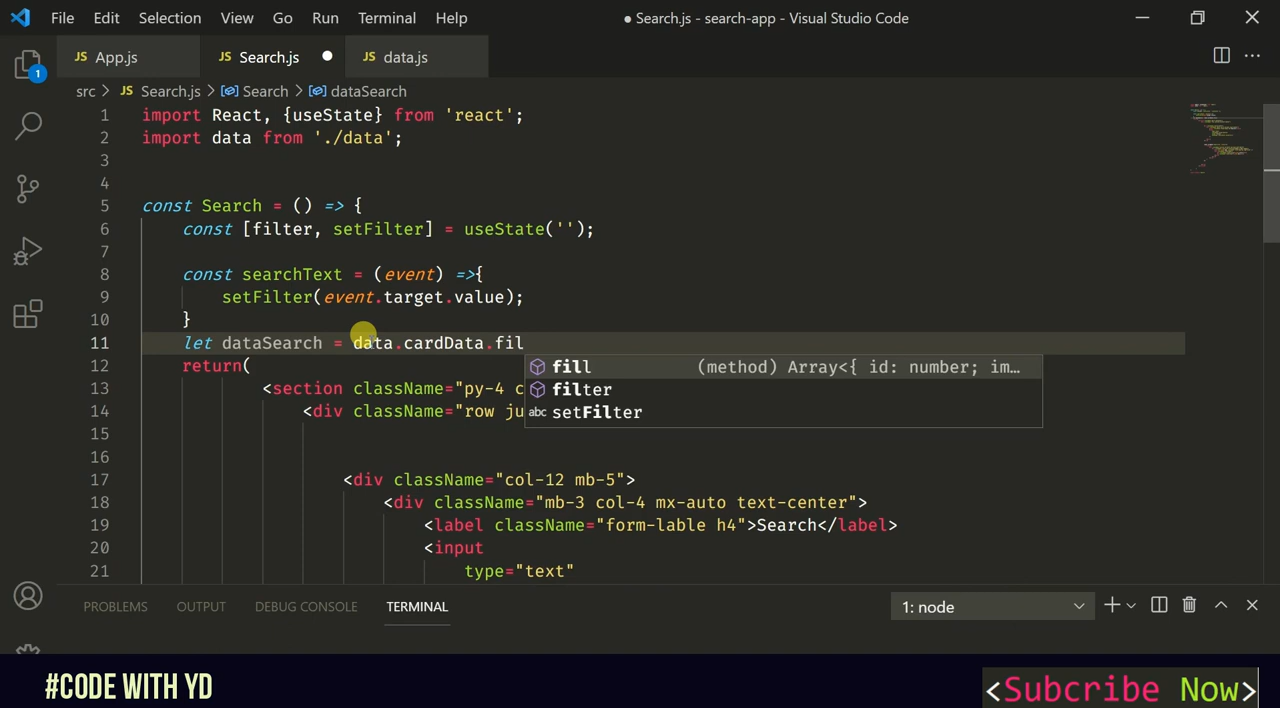 File Edit Selection View Go Run Terminal Help ● Search.js - search-app - Visual Studio Code
JS App.js JS Search.js JS data.js
1 src > JS Search.js > Search > dataSearch
1 import React, {useState} from 'react';
2 import data from './data';
3
4
5 const Search = () => {
6 const [filter, setFilter] = useState('');
7
8 const searchText = (event) =>{
9 setFilter(event.target.value);
10 }
11 let dataSearch = data.cardData.fil
12 return( fill (method) Array<{ id: number; im…
13 <section className="py-4 c filter
14 <div className="row ju abc setFilter
15
16
17 <div className="col-12 mb-5">
18 <div className="mb-3 col-4 mx-auto text-center">
19 <label className="form-lable h4">Search</label>
20 <input
21 type="text"
PROBLEMS OUTPUT DEBUG CONSOLE TERMINAL 1: node
#CODE WITH YD <Subcribe Now>